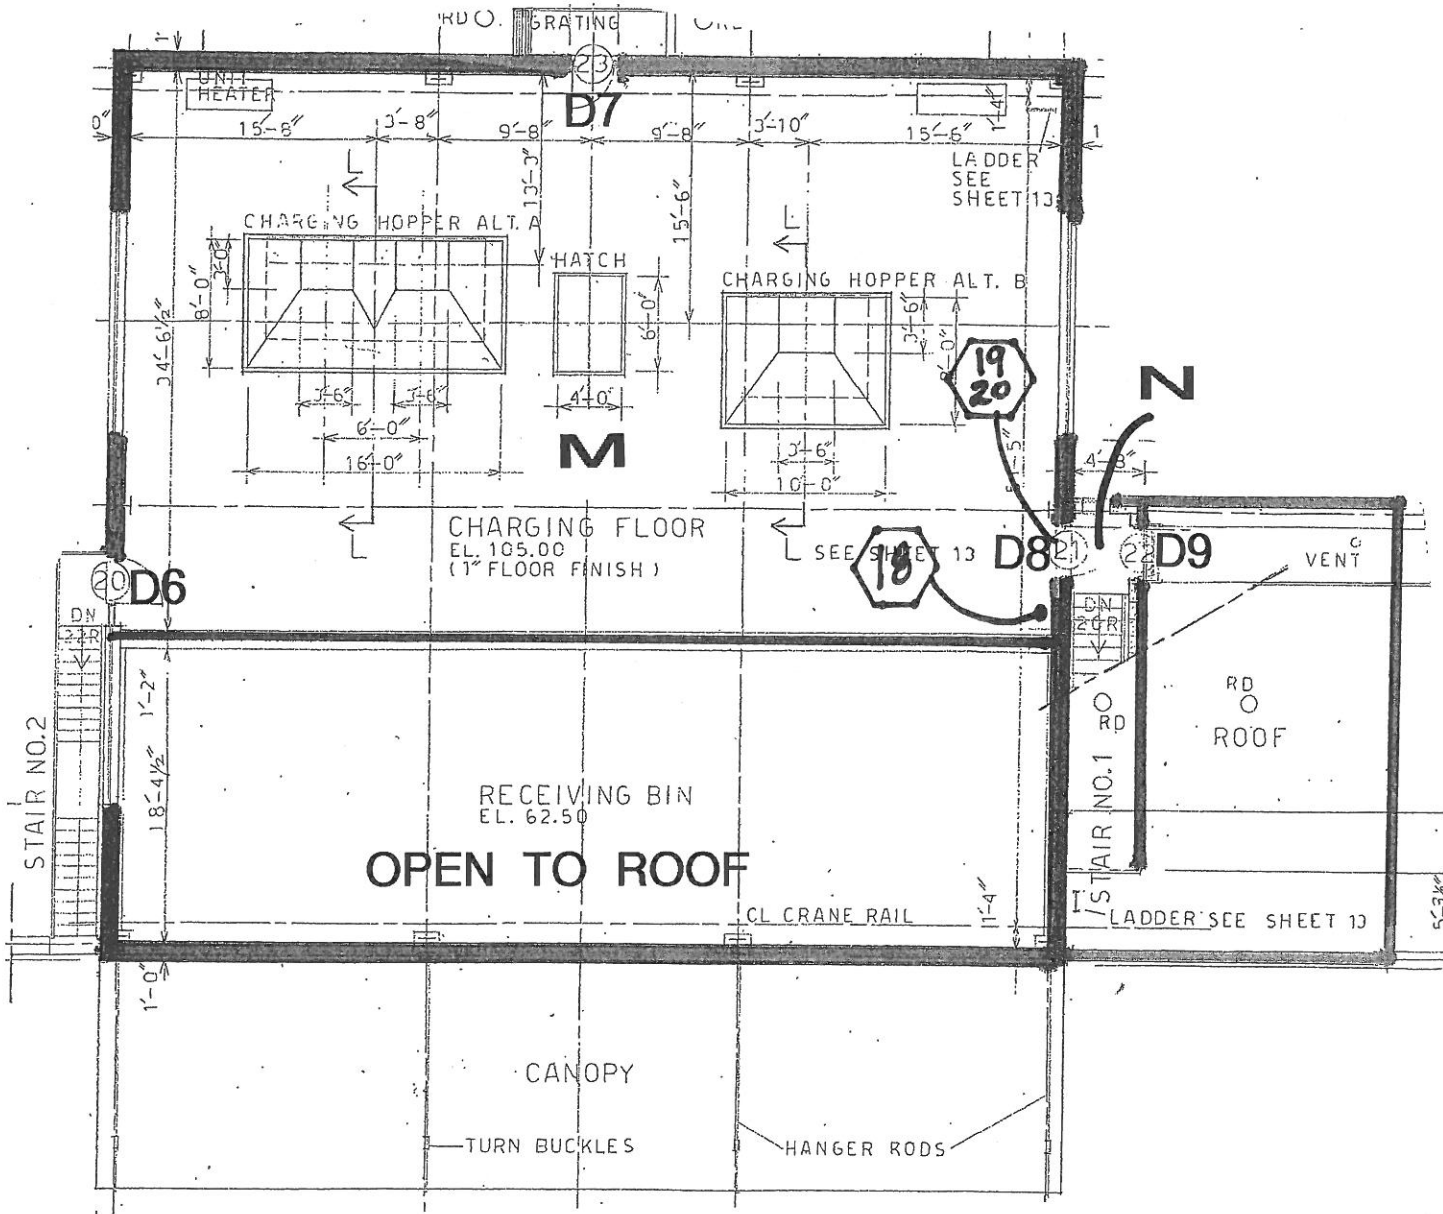 RD O.
GRATING
23
UNIT
HEATER
D7
15'-8"
3'-8"
9'-8"
9'-8"
3'-10"
15'-6"
1'-4"
LADDER
SEE
SHEET 13
L
L
13'-3"
15'-6"
CHARGING HOPPER ALT. A
HATCH
CHARGING HOPPER ALT. B
3'-0"
8'-0"
34'-6½"
6'-0"
3'-6"
8'-0"
19
20
N
3'-6"
3'-6"
4'-0"
6'-0"
16'-0"
M
3'-6"
10'-0"
4'-8"
CHARGING FLOOR
EL. 105.00
(1" FLOOR FINISH)
L
L
SEE SHEET 13
18
D8
21
22
D9
VENT
20
D6
DN
22R
DN
20R
1'-2"
RD
RD
ROOF
STAIR NO.2
18'-4½"
RECEIVING BIN
EL. 62.50
OPEN TO ROOF
STAIR NO.1
1'-4"
CL CRANE RAIL
LADDER SEE SHEET 13
1'-0"
CANOPY
TURN BUCKLES
HANGER RODS